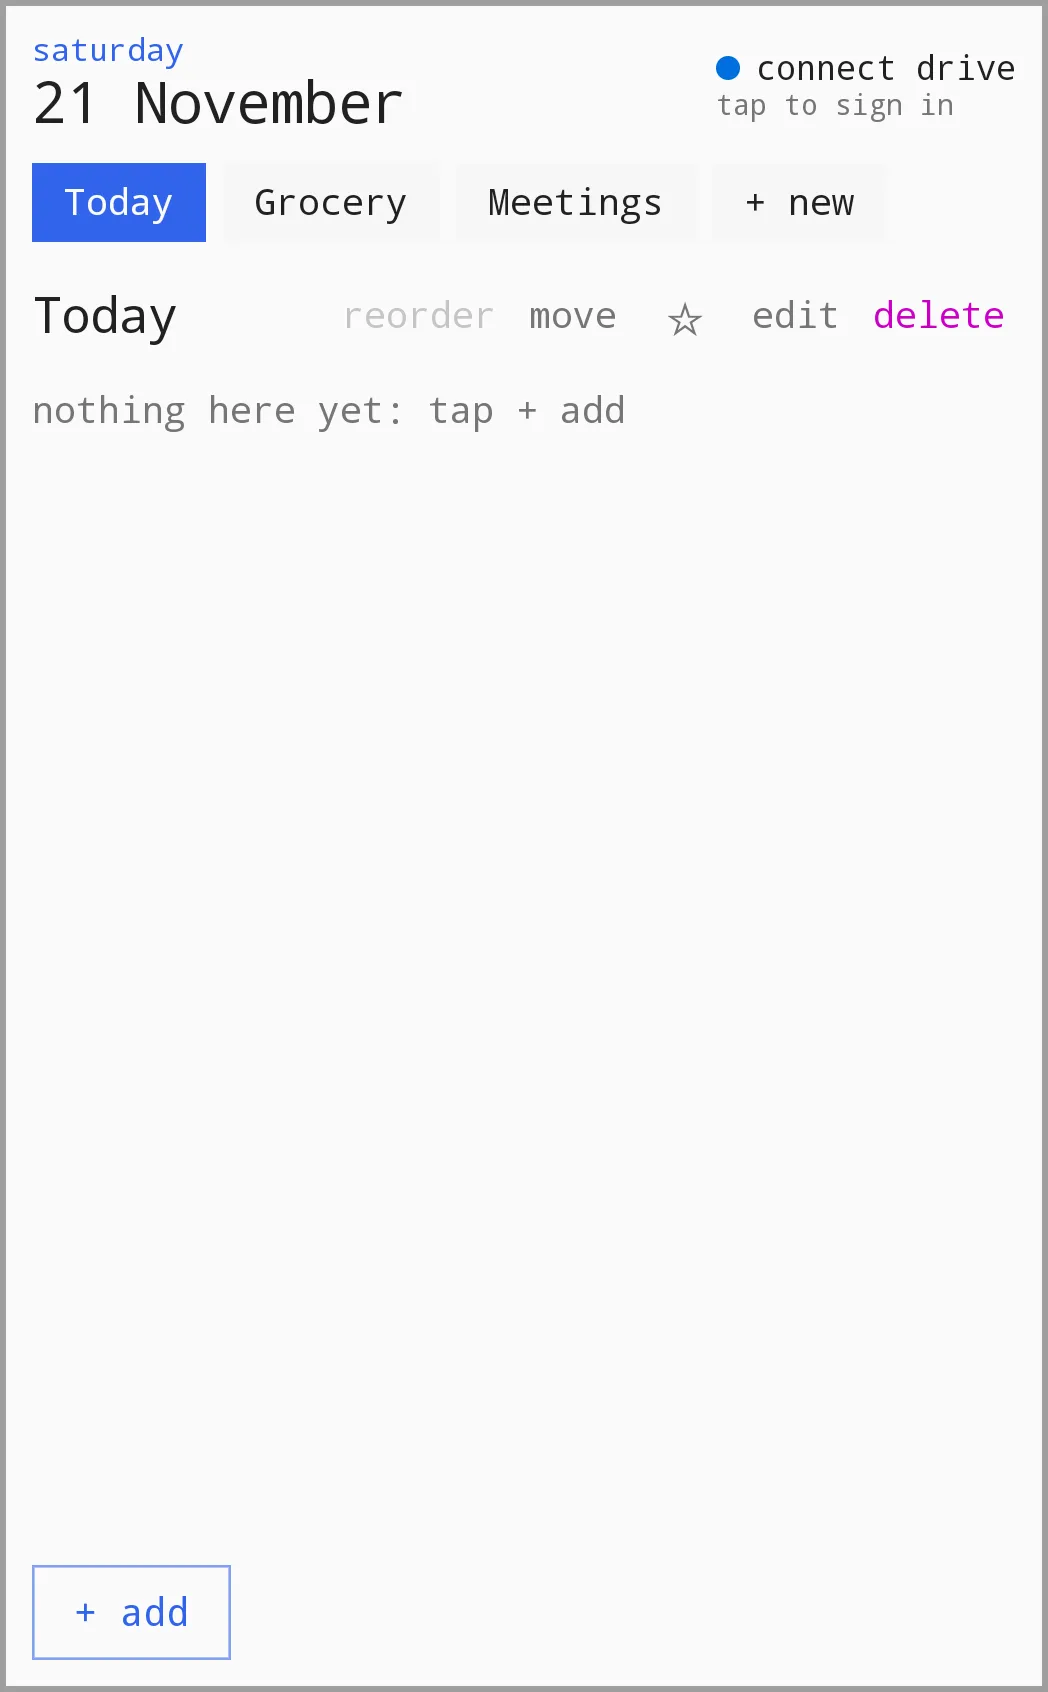 saturday
21 November
connect drive
tap to sign in
Today Grocery Meetings + new
Today reorder move ☆ edit delete
nothing here yet: tap + add
+ add